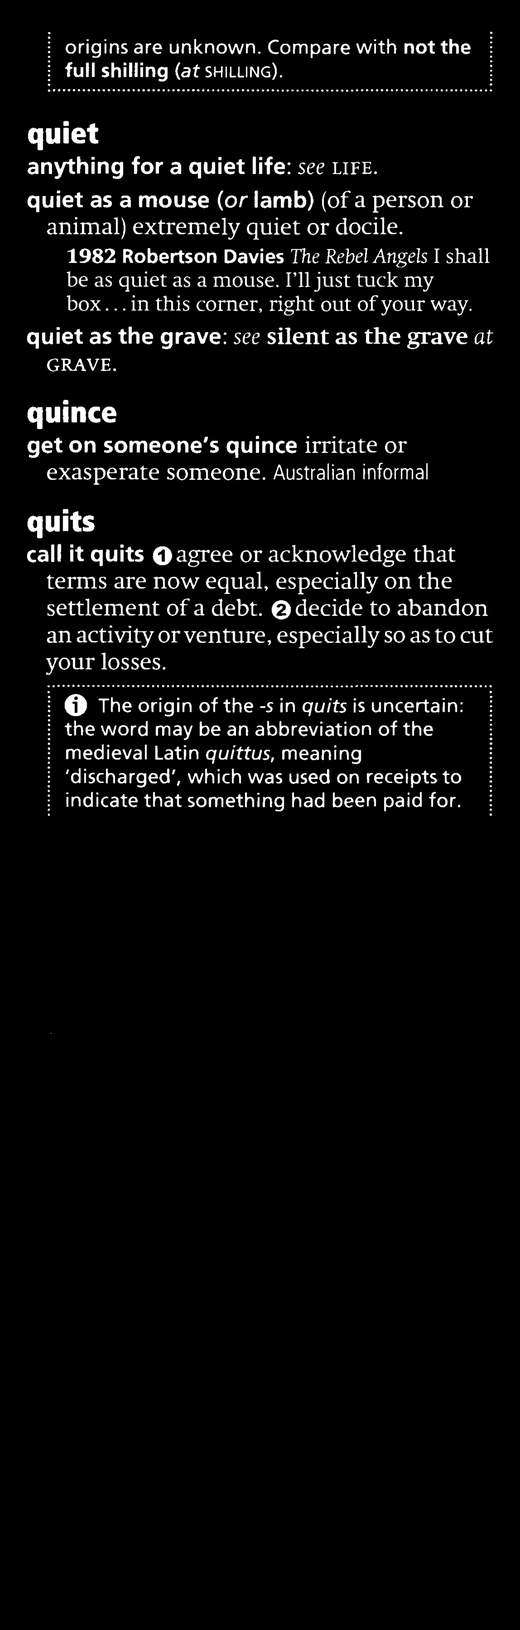 origins are unknown. Compare with not the
full shilling (at SHILLING).
quiet
anything for a quiet life: see LIFE.
quiet as a mouse (or lamb) (of a person or
animal) extremely quiet or docile.
1982 Robertson Davies The Rebel Angels I shall
be as quiet as a mouse. I'll just tuck my
box... in this corner, right out of your way.
quiet as the grave: see silent as the grave at
GRAVE.
quince
get on someone's quince irritate or
exasperate someone. Australian informal
quits
call it quits ❶ agree or acknowledge that
terms are now equal, especially on the
settlement of a debt. ❷ decide to abandon
an activity or venture, especially so as to cut
your losses.
ⓘ The origin of the -s in quits is uncertain:
the word may be an abbreviation of the
medieval Latin quittus, meaning
'discharged', which was used on receipts to
indicate that something had been paid for.